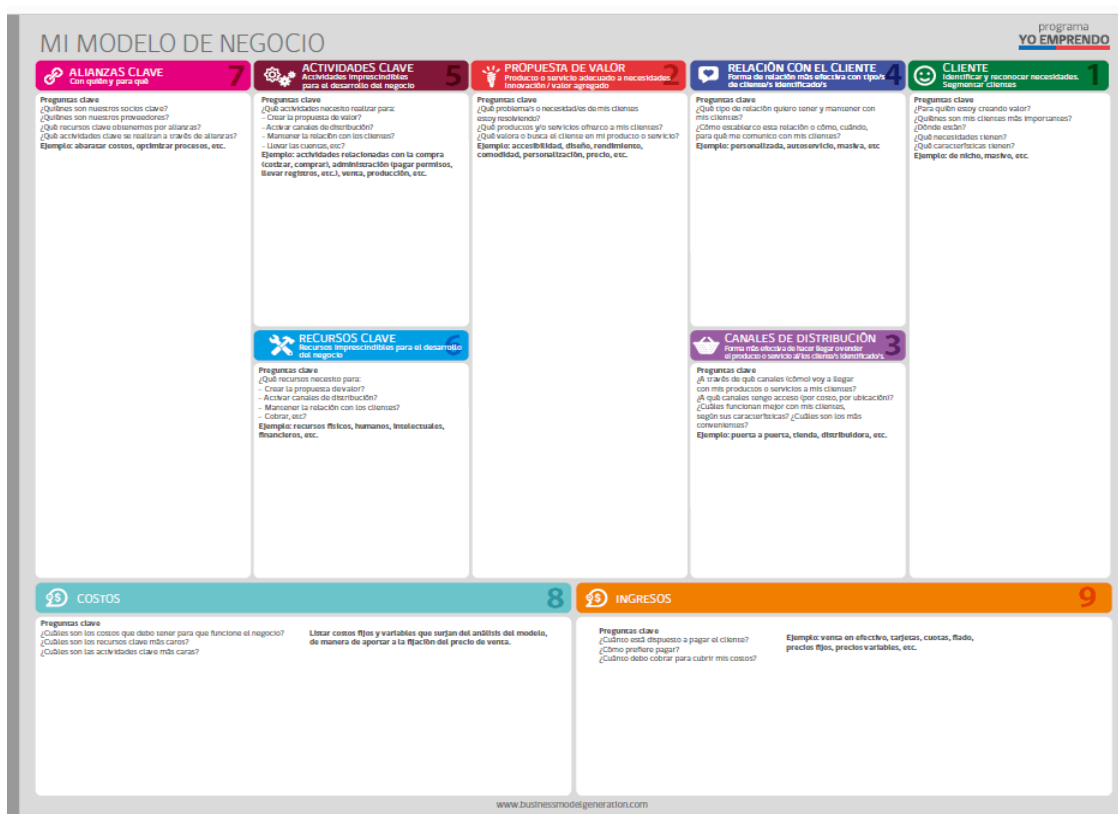 MI MODELO DE NEGOCIO
programa
YO EMPRENDO
ALIANZAS CLAVE
Con quién y para qué
7
Preguntas clave
¿Quiénes son nuestros socios clave?
¿Quiénes son nuestros proveedores?
¿Qué recursos clave obtenemos por alianzas?
¿Qué actividades clave se realizan a través de alianzas?
Ejemplo: abaratar costos, optimizar procesos, etc.
ACTIVIDADES CLAVE
Actividades imprescindibles
para el desarrollo del negocio
5
Preguntas clave
¿Qué actividades necesito realizar para:
- Crear la propuesta de valor?
- Activar canales de distribución?
- Mantener la relación con los clientes?
- Llevar las cuentas, etc?
Ejemplo: actividades relacionadas con la compra
(cotizar, comprar), administración (pagar permisos,
llevar registros, etc.), venta, producción, etc.
RECURSOS CLAVE
Recursos imprescindibles para el desarrollo
del negocio
6
Preguntas clave
¿Qué recursos necesito para:
- Crear la propuesta de valor?
- Activar canales de distribución?
- Mantener la relación con los clientes?
- Cobrar, etc?
Ejemplo: recursos físicos, humanos, intelectuales,
financieros, etc.
PROPUESTA DE VALOR
Producto o servicio adecuado a necesidades
Innovación / valor agregado
2
Preguntas clave
¿Qué problema/s o necesidad/es de mis clientes
estoy resolviendo?
¿Qué productos y/o servicios ofrezco a mis clientes?
¿Qué valora o busca el cliente en mi producto o servicio?
Ejemplo: accesibilidad, diseño, rendimiento,
comodidad, personalización, precio, etc.
RELACIÓN CON EL CLIENTE
Forma de relación más efectiva con tipo/s
de cliente/s identificado/s
4
Preguntas clave
¿Qué tipo de relación quiero tener y mantener con
mis clientes?
¿Cómo establezco esa relación o cómo, cuándo,
para qué me comunico con mis clientes?
Ejemplo: personalizada, autoservicio, masiva, etc
CANALES DE DISTRIBUCIÓN
Forma más efectiva de hacer llegar o vender
el producto o servicio al/los cliente/s identificado/s
3
Preguntas clave
¿A través de qué canales (cómo) voy a llegar
con mis productos o servicios a mis clientes?
¿A qué canales tengo acceso (por costo, por ubicación)?
¿Cuáles funcionan mejor con mis clientes,
según sus características? ¿Cuáles son los más
convenientes?
Ejemplo: puerta a puerta, tienda, distribuidora, etc.
CLIENTE
Identificar y reconocer necesidades.
Segmentar clientes
1
Preguntas clave
¿Para quién estoy creando valor?
¿Quiénes son mis clientes más importantes?
¿Dónde están?
¿Qué necesidades tienen?
¿Qué características tienen?
Ejemplo: de nicho, masivo, etc.
COSTOS
8
Preguntas clave
¿Cuáles son los costos que debo tener para que funcione el negocio?
¿Cuáles son los recursos clave más caros?
¿Cuáles son las actividades clave más caras?
Listar costos fijos y variables que surjan del análisis del modelo,
de manera de aportar a la fijación del precio de venta.
INGRESOS
9
Preguntas clave
¿Cuánto está dispuesto a pagar el cliente?
¿Cómo prefiere pagar?
¿Cuánto debo cobrar para cubrir mis costos?
Ejemplo: venta en efectivo, tarjetas, cuotas, fiado,
precios fijos, precios variables, etc.
www.businessmodelgeneration.com